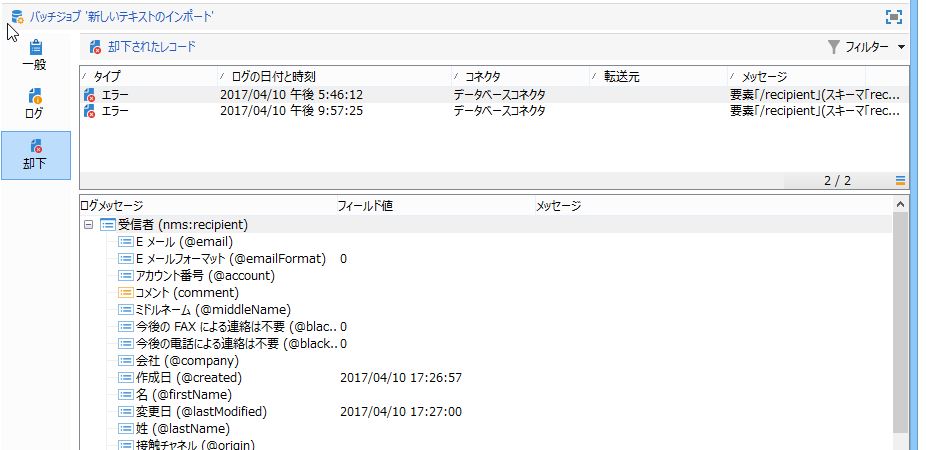 バッチジョブ '新しいテキストのインポート'
一般
ログ
却下
却下されたレコード
フィルター
タイプ ログの日付と時刻 コネクタ 転送元 メッセージ
エラー 2017/04/10 午後 5:46:12 データベースコネクタ 要素「/recipient」(スキーマ「rec...
エラー 2017/04/10 午後 9:57:25 データベースコネクタ 要素「/recipient」(スキーマ「rec...
2 / 2
ログメッセージ フィールド値 メッセージ
受信者 (nms:recipient)
E メール (@email)
E メールフォーマット (@emailFormat) 0
アカウント番号 (@account)
コメント (comment)
ミドルネーム (@middleName)
今後の FAX による連絡は不要 (@blac... 0
今後の電話による連絡は不要 (@black... 0
会社 (@company)
作成日 (@created) 2017/04/10 17:26:57
名 (@firstName)
変更日 (@lastModified) 2017/04/10 17:27:00
姓 (@lastName)
接触チャネル (@origin)